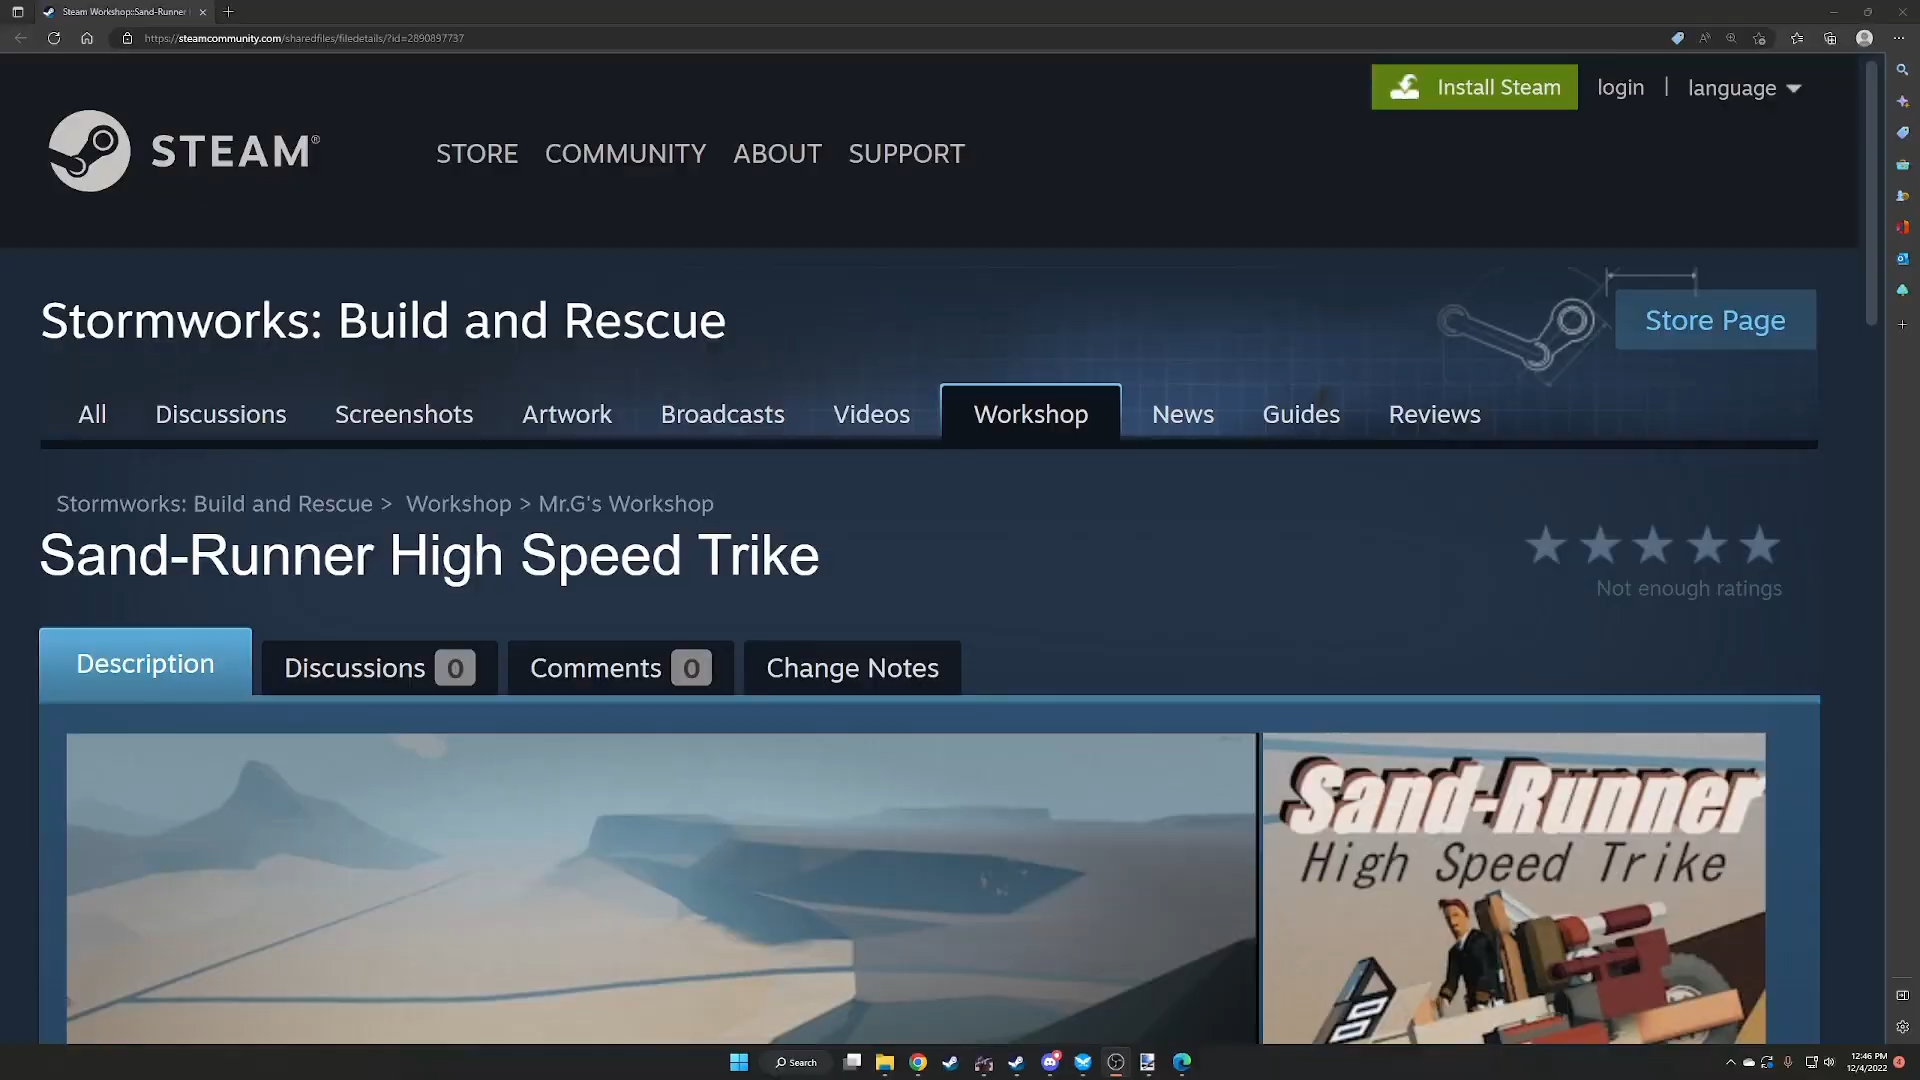 Steam Workshop::Sand-Runner
https://steamcommunity.com/sharedfiles/filedetails/?id=2890897737
Install Steam
login
language
STEAM®
STORE COMMUNITY ABOUT SUPPORT
Stormworks: Build and Rescue
Store Page
All Discussions Screenshots Artwork Broadcasts Videos Workshop News Guides Reviews
Stormworks: Build and Rescue > Workshop > Mr.G's Workshop
Sand-Runner High Speed Trike
Not enough ratings
Description Discussions 0 Comments 0 Change Notes
Sand-Runner
High Speed Trike
Search
12:46 PM
12/4/2022
4